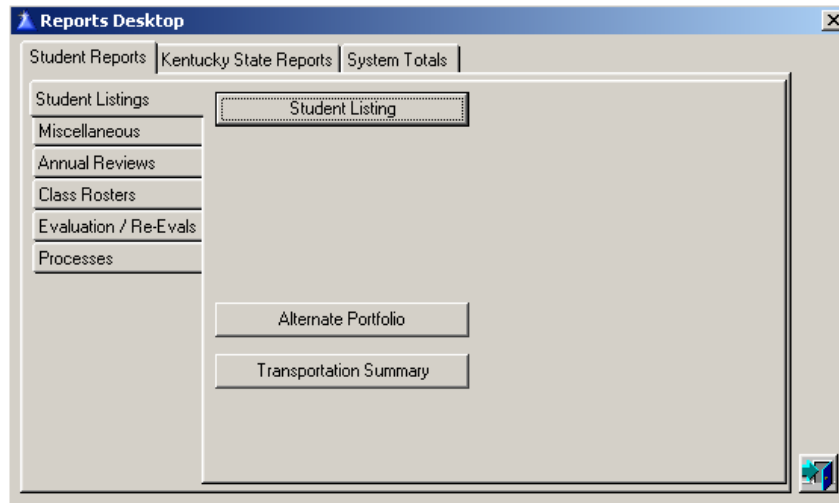 Reports Desktop
Student Reports
Kentucky State Reports
System Totals
Student Listings
Miscellaneous
Annual Reviews
Class Rosters
Evaluation / Re-Evals
Processes
Student Listing
Alternate Portfolio
Transportation Summary